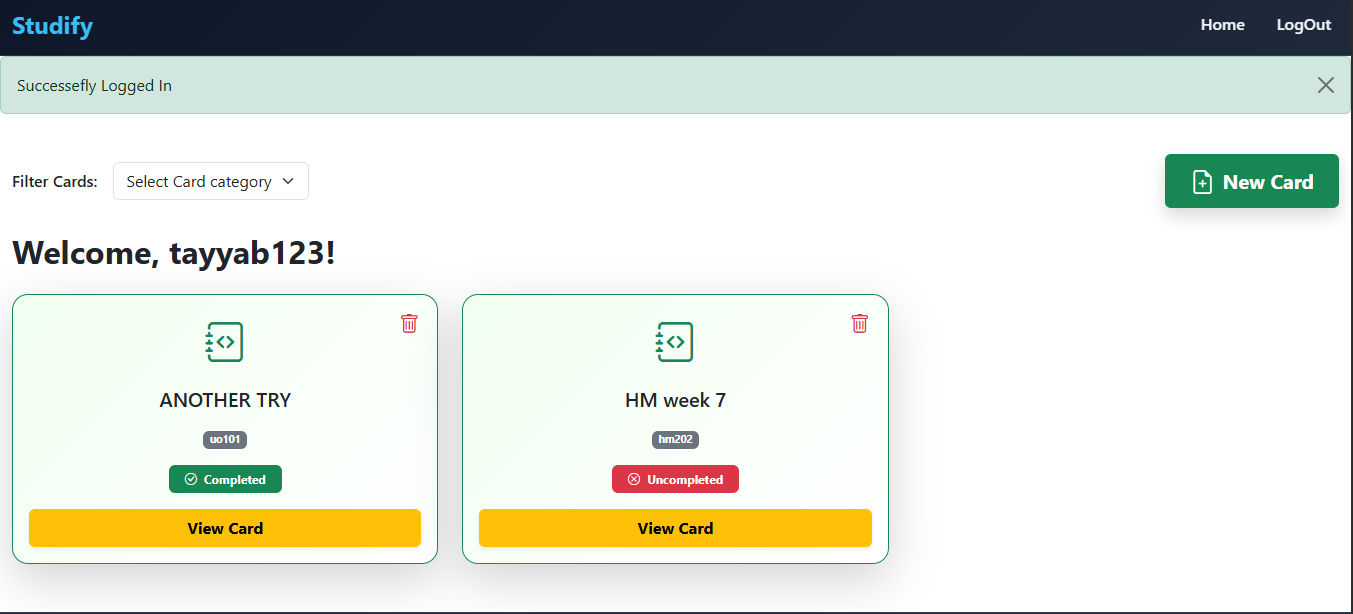 Studify
Home LogOut
Successefly Logged In
Filter Cards: Select Card category
New Card
Welcome, tayyab123!
ANOTHER TRY
uo101
Completed
View Card
HM week 7
hm202
Uncompleted
View Card